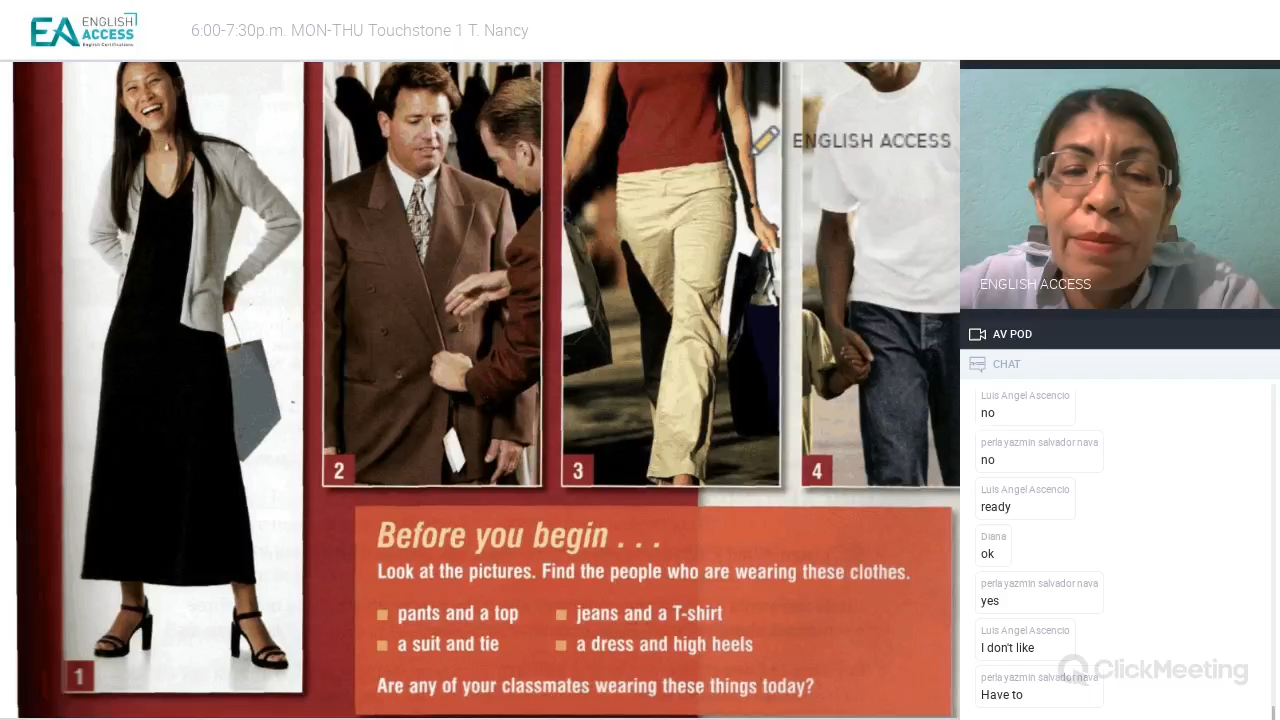 EA ENGLISH ACCESS
English Certifications
6:00-7:30p.m. MON-THU Touchstone 1 T. Nancy
ENGLISH ACCESS
1
2
3
4
Before you begin . . .
Look at the pictures. Find the people who are wearing these clothes.
pants and a top
jeans and a T-shirt
a suit and tie
a dress and high heels
Are any of your classmates wearing these things today?
ENGLISH ACCESS
AV POD
CHAT
Luis Angel Ascencio
no
perla yazmin salvador nava
no
Luis Angel Ascencio
ready
Diana
ok
perla yazmin salvador nava
yes
Luis Angel Ascencio
I don't like
perla yazmin salvador nava
Have to
ClickMeeting